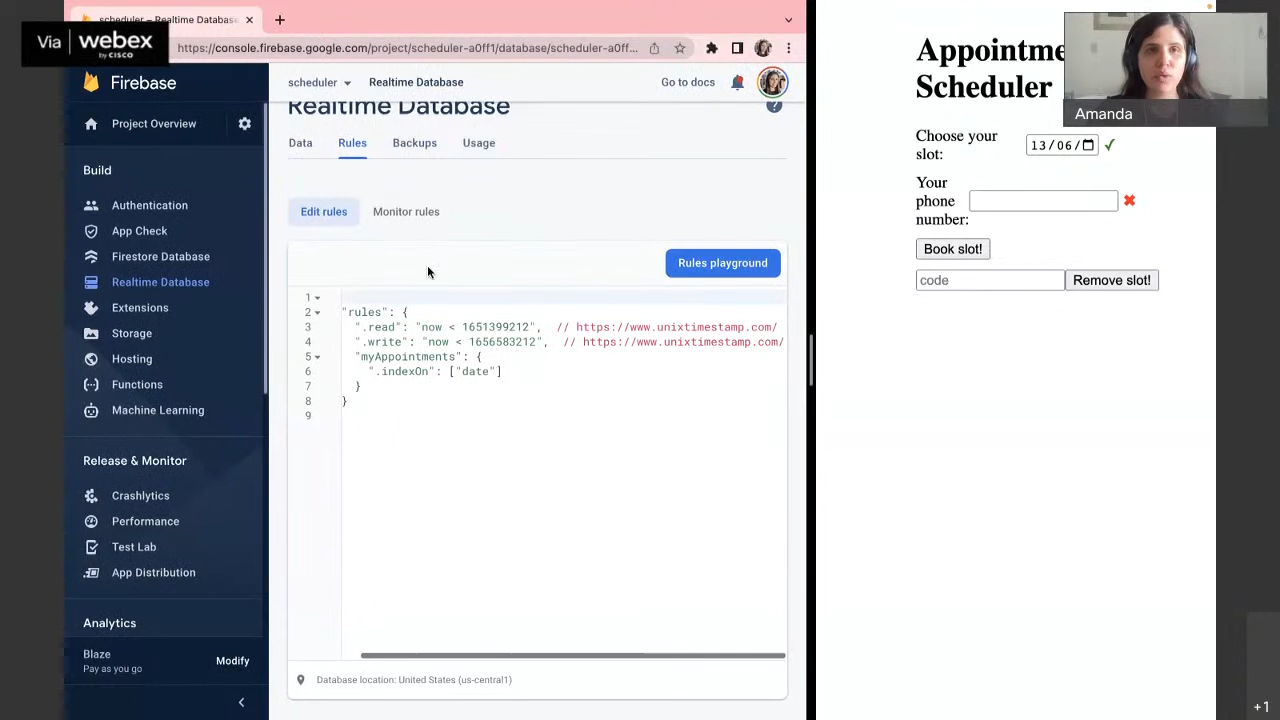 scheduler – Realtime Database
Via webex
by CISCO
https://console.firebase.google.com/project/scheduler-a0ff1/database/scheduler-a0ff...
Firebase
scheduler
Realtime Database
Go to docs
Project Overview
Build
Authentication
App Check
Firestore Database
Realtime Database
Extensions
Storage
Hosting
Functions
Machine Learning
Release & Monitor
Crashlytics
Performance
Test Lab
App Distribution
Analytics
Blaze
Pay as you go
Modify
Realtime Database
?
Data Rules Backups Usage
Edit rules Monitor rules
Rules playground
1
2 "rules": {
3 ".read": "now < 1651399212", // https://www.unixtimestamp.com/
4 ".write": "now < 1656583212", // https://www.unixtimestamp.com/
5 "myAppointments": {
6 ".indexOn": ["date"]
7 }
8 }
9
Database location: United States (us-central1)
Scheduler
Amanda
Choose your
slot:
13/06/
✓
Your
phone
number:
✖
Book slot!
code
Remove slot!
+1